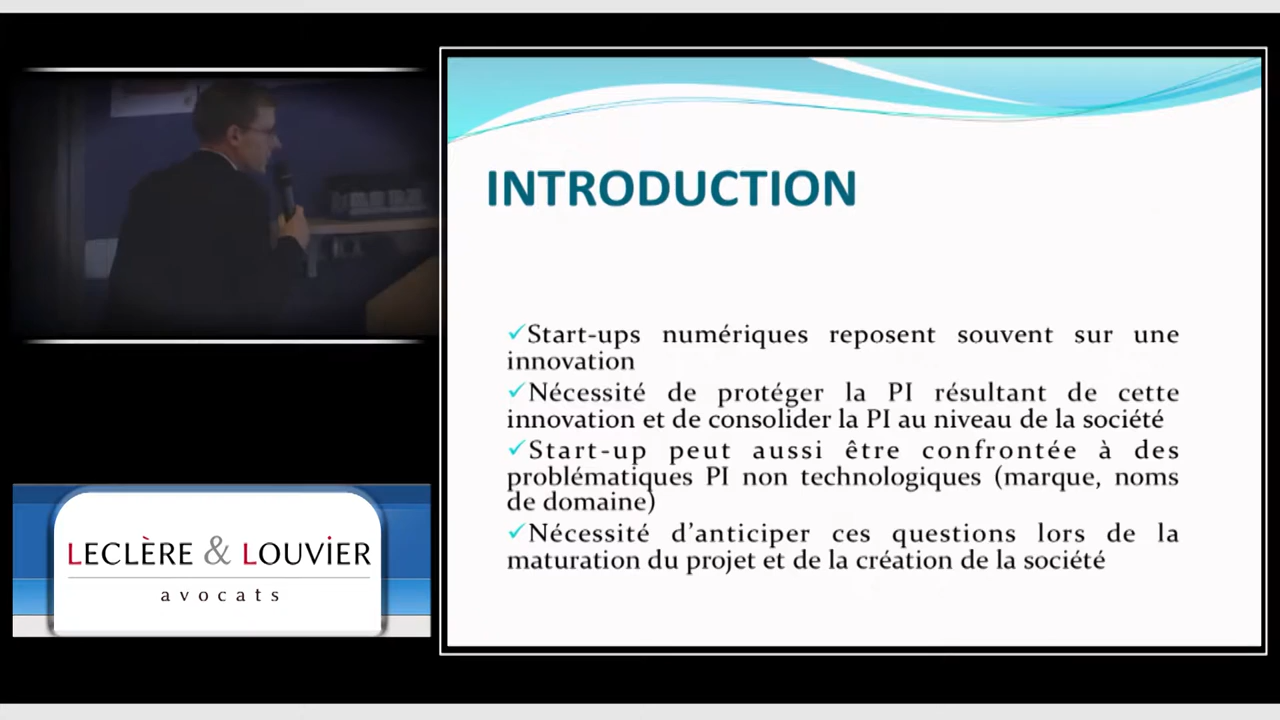 INTRODUCTION
✓Start-ups numériques reposent souvent sur une
innovation
✓Nécessité de protéger la PI résultant de cette
innovation et de consolider la PI au niveau de la société
✓Start-up peut aussi être confrontée à des
problématiques PI non technologiques (marque, noms
de domaine)
✓Nécessité d’anticiper ces questions lors de la
maturation du projet et de la création de la société
LECLÈRE & LOUVIER
avocats